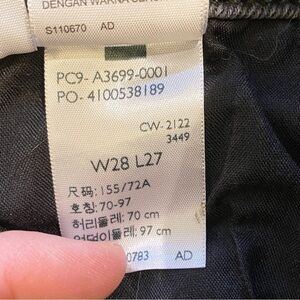 DENGAN WARNA
S110670 AD
PC9- A3699-0001
PO- 4100538189
CW- 2122
3449
W28 L27
尺码: 155/72A
호칭: 70-97
허리둘레: 70 cm
엉덩이둘레: 97 cm
0783 AD